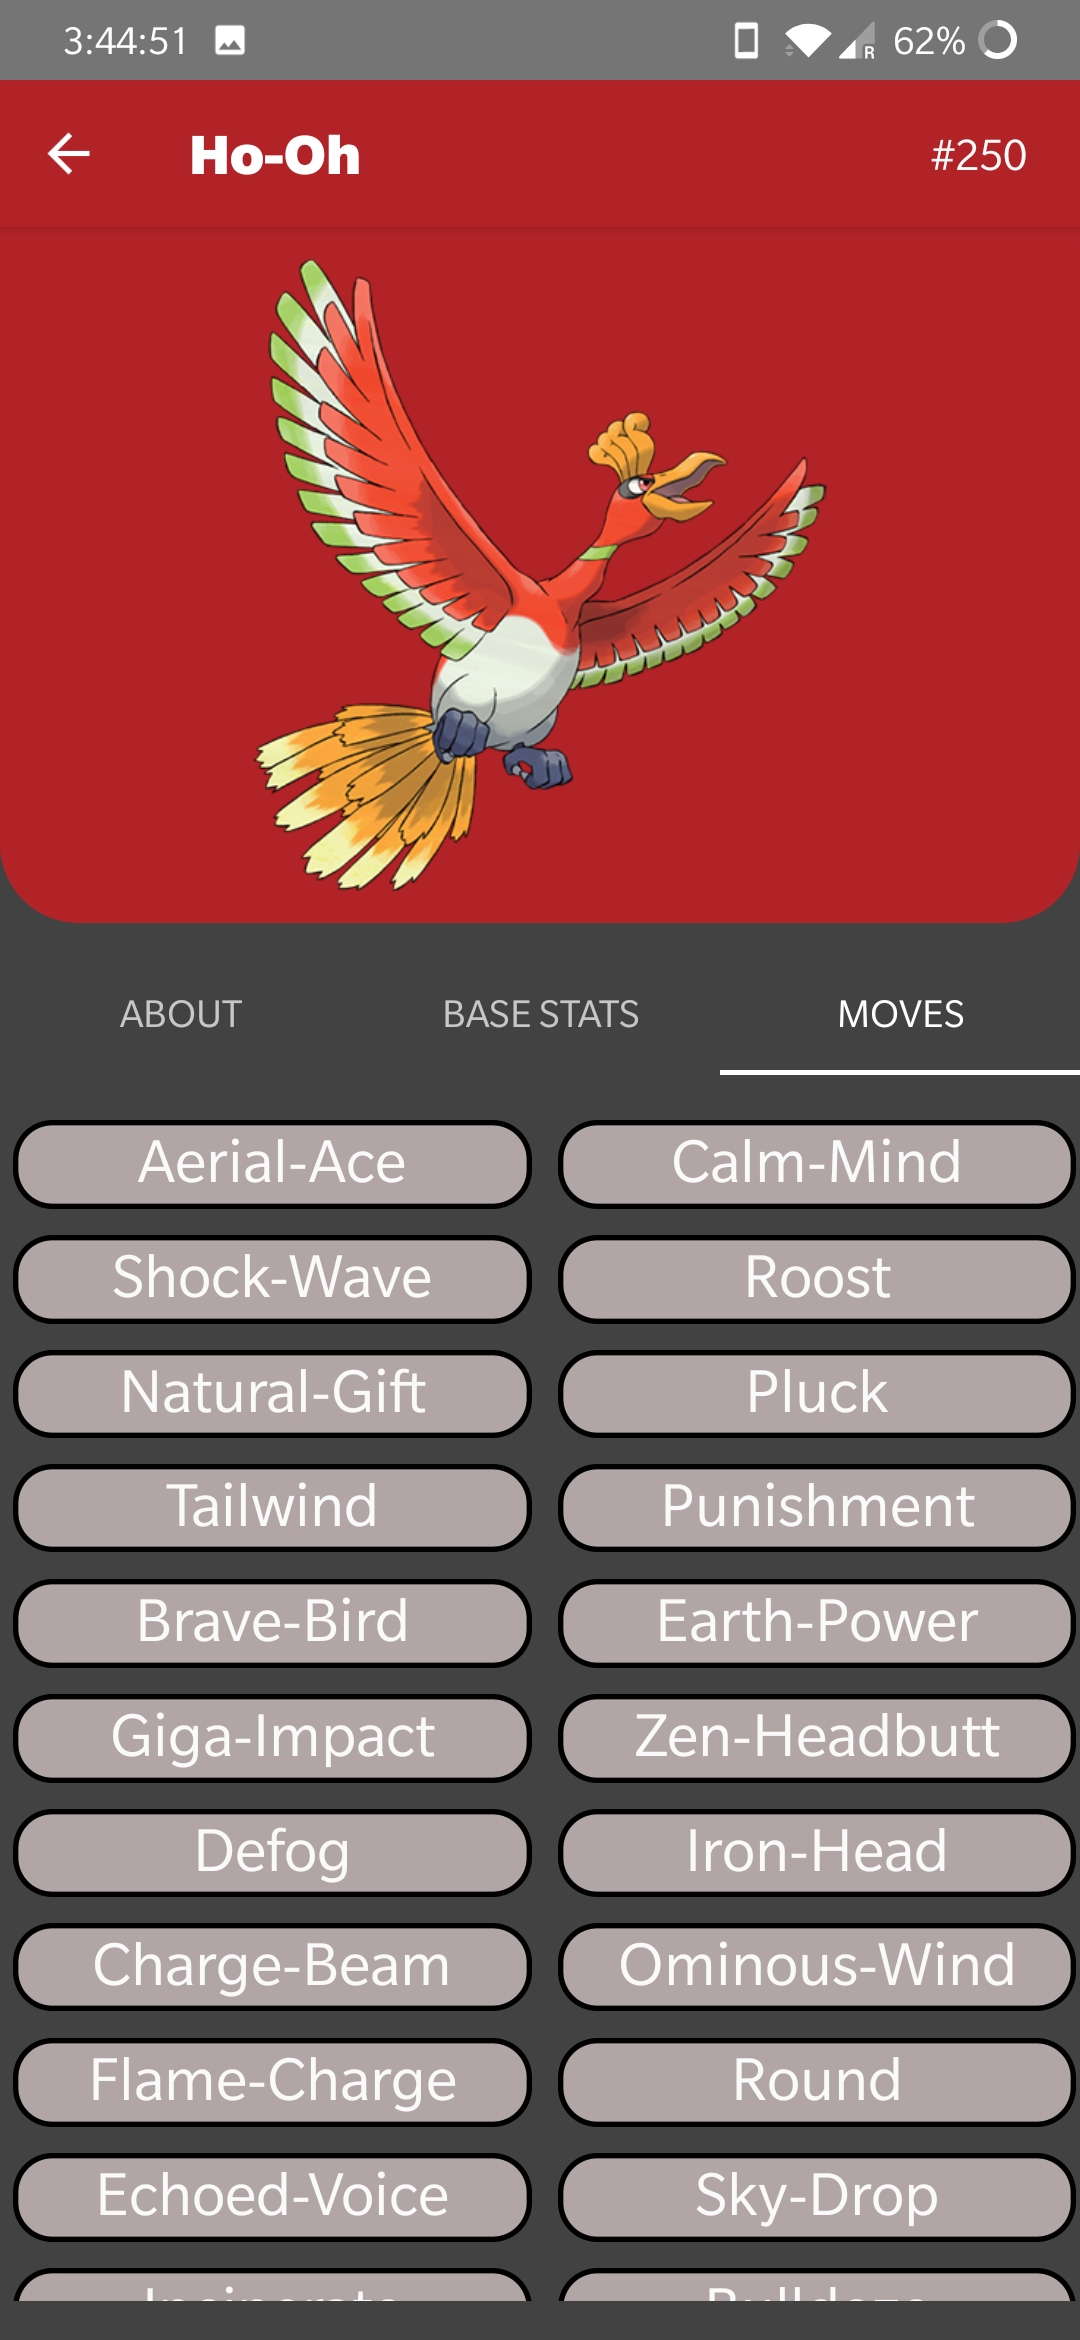 3:44:51 R 62%
Ho-Oh #250
ABOUT BASE STATS MOVES
Aerial-Ace Calm-Mind
Shock-Wave Roost
Natural-Gift Pluck
Tailwind Punishment
Brave-Bird Earth-Power
Giga-Impact Zen-Headbutt
Defog Iron-Head
Charge-Beam Ominous-Wind
Flame-Charge Round
Echoed-Voice Sky-Drop